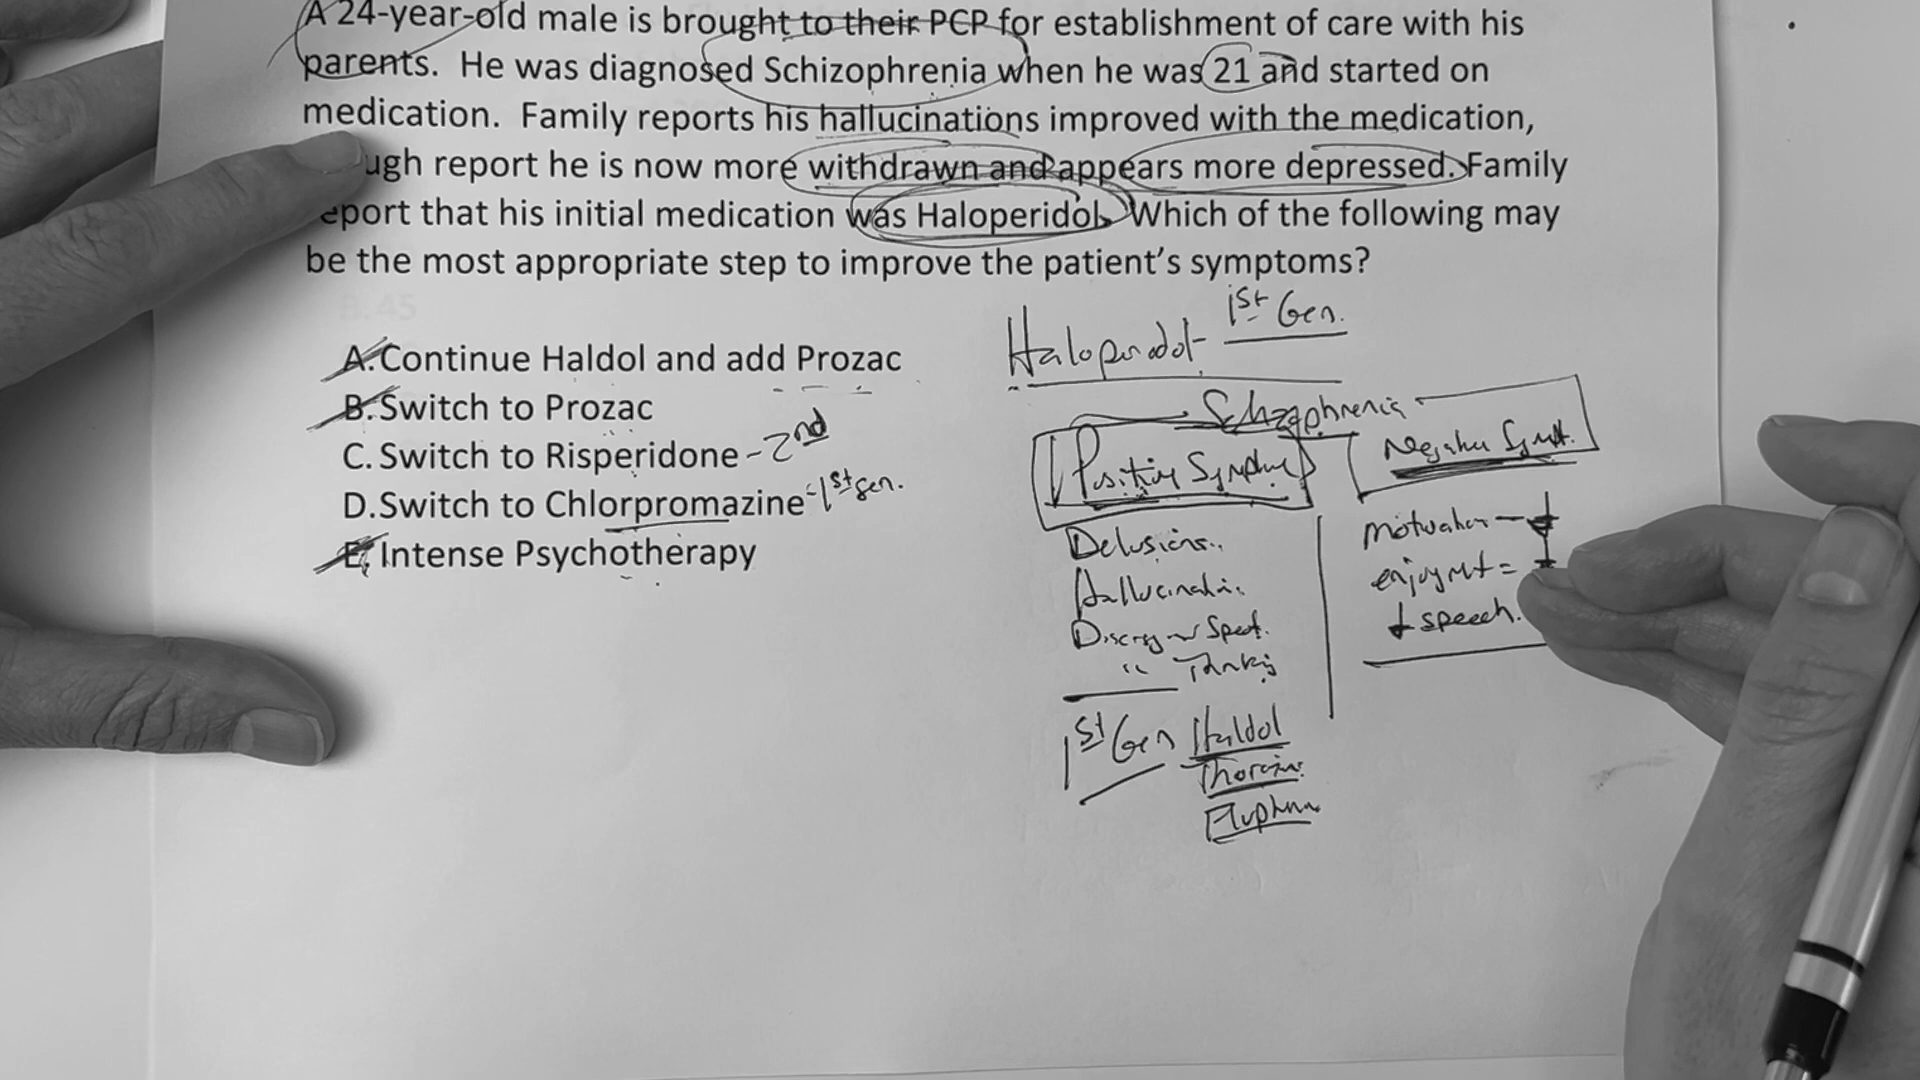 A 24-year-old male is brought to their PCP for establishment of care with his
parents. He was diagnosed Schizophrenia when he was 21 and started on
medication. Family reports his hallucinations improved with the medication,
ugh report he is now more withdrawn and appears more depressed. Family
eport that his initial medication was Haloperidol. Which of the following may
be the most appropriate step to improve the patient's symptoms?
A. Continue Haldol and add Prozac
B. Switch to Prozac
C. Switch to Risperidone - 2nd
D. Switch to Chlorpromazine - 1st gen.
E. Intense Psychotherapy
Haloperidol - 1st Gen.
Schizophrenia
Positive Symptoms
Delusions
Hallucinations
Speech
" Thinking
1st Gen Haldol
Thorazine
Negative Sympt.
motivation - ↓
enjoymt =
↓ speech.